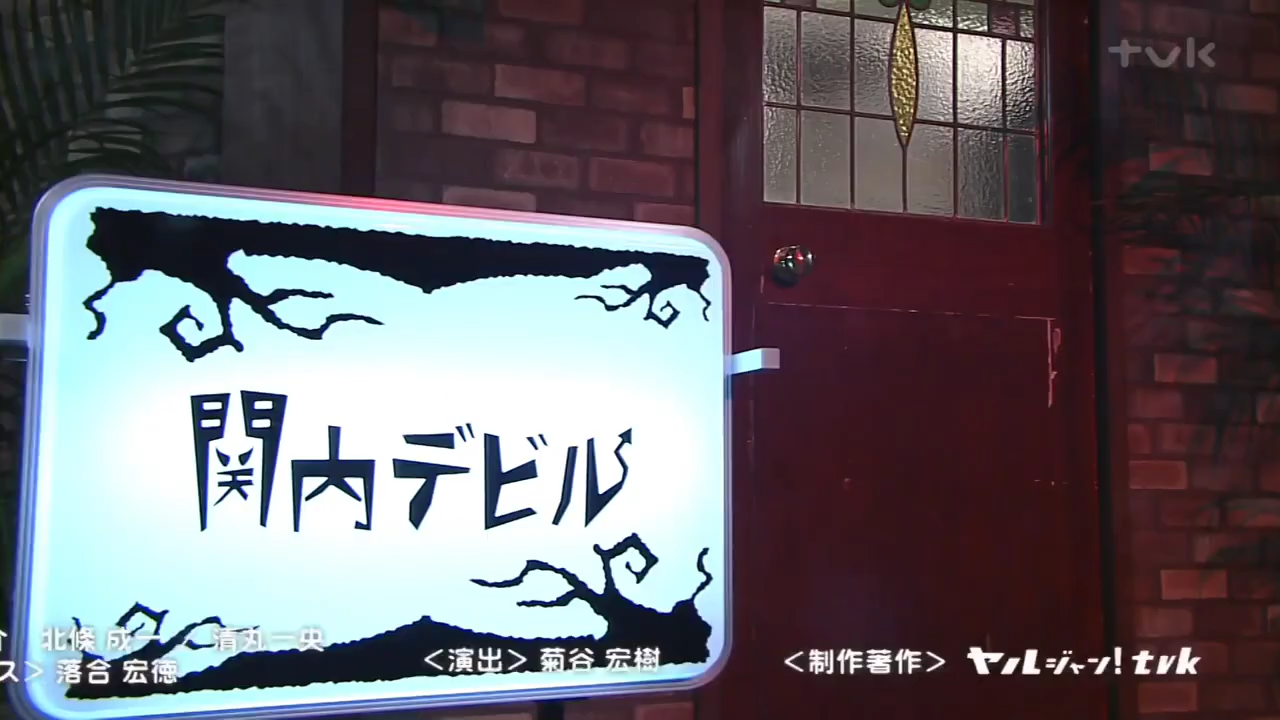 tvk
関内デビル
介 北條 成一 / 清丸 一央
ス> 落合 宏徳
<演出> 菊谷 宏樹
<制作著作> ヤルジャン! tvk